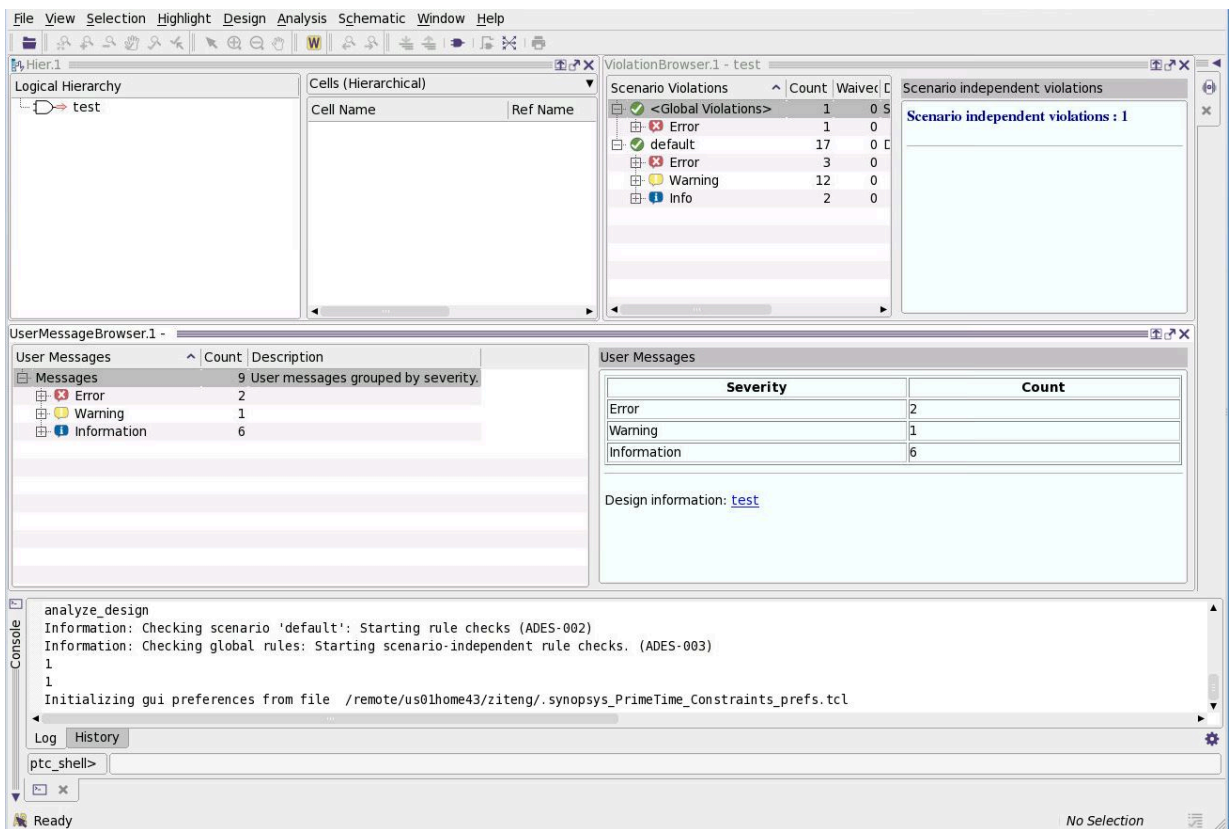 File View Selection Highlight Design Analysis Schematic Window Help
W
Hier.1
Logical Hierarchy
test
Cells (Hierarchical)
Cell Name Ref Name
ViolationBrowser.1 - test
Scenario Violations Count Waived D
<Global Violations> 1 0 S
Error 1 0
default 17 0 D
Error 3 0
Warning 12 0
Info 2 0
Scenario independent violations
Scenario independent violations : 1
UserMessageBrowser.1 -
User Messages Count Description
Messages 9 User messages grouped by severity.
Error 2
Warning 1
Information 6
User Messages
Severity Count
Error 2
Warning 1
Information 6
Design information: test
Console
analyze_design
Information: Checking scenario 'default': Starting rule checks (ADES-002)
Information: Checking global rules: Starting scenario-independent rule checks. (ADES-003)
1
1
Initializing gui preferences from file /remote/us01home43/ziteng/.synopsys_PrimeTime_Constraints_prefs.tcl
Log History
ptc_shell>
Ready
No Selection